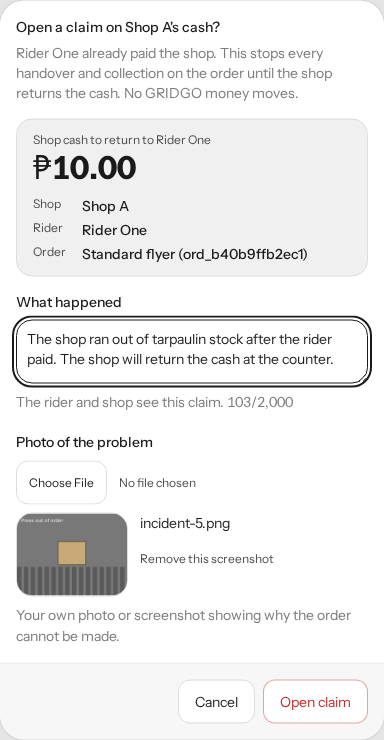 Open a claim on Shop A's cash?
Rider One already paid the shop. This stops every
handover and collection on the order until the shop
returns the cash. No GRIDGO money moves.
Shop cash to return to Rider One
₱10.00
Shop Shop A
Rider Rider One
Order Standard flyer (ord_b40b9ffb2ec1)
What happened
The shop ran out of tarpaulin stock after the rider
paid. The shop will return the cash at the counter.
The rider and shop see this claim. 103/2,000
Photo of the problem
Choose File No file chosen
Press out of order
incident-5.png
Remove this screenshot
Your own photo or screenshot showing why the order
cannot be made.
Cancel Open claim